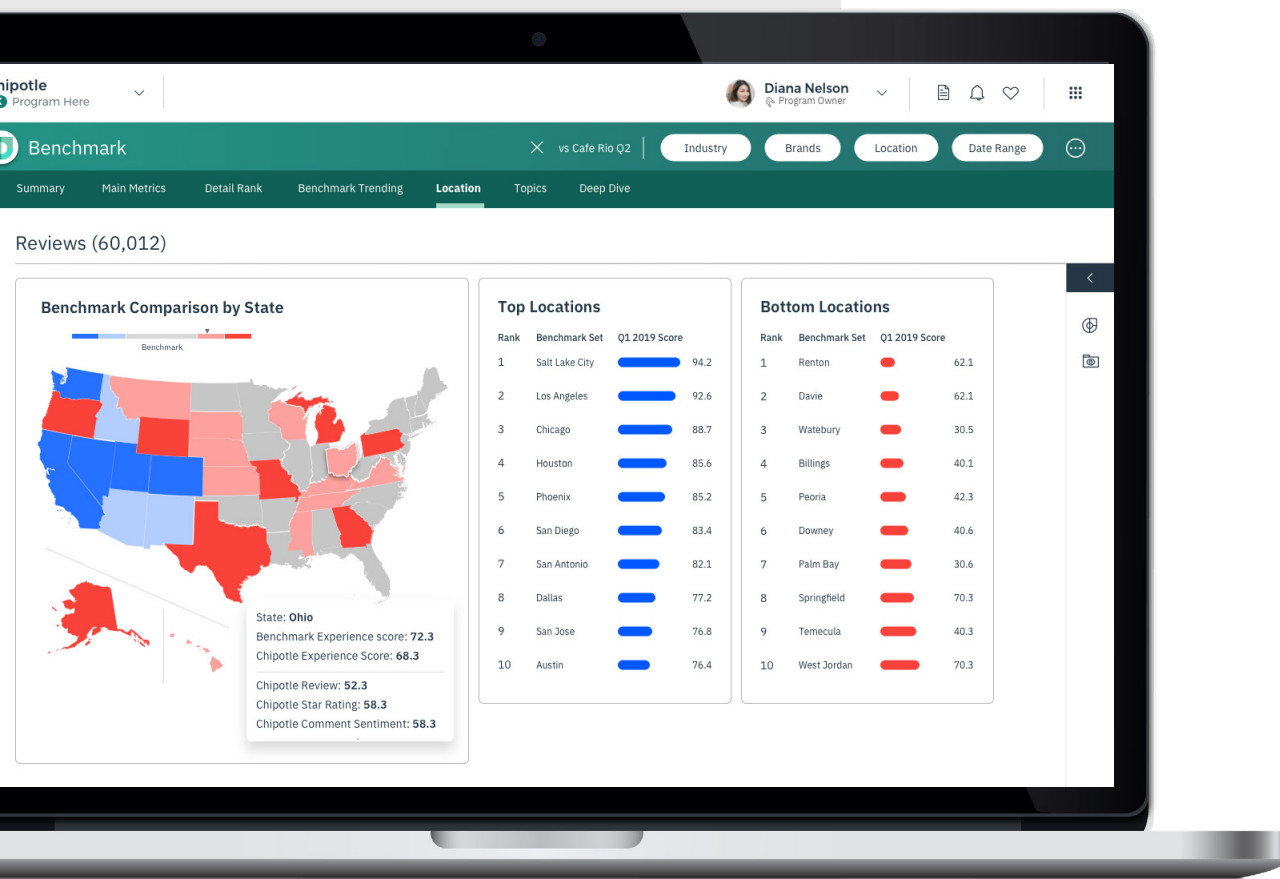 hipotle
Program Here
Diana Nelson
Program Owner
Benchmark
vs Cafe Rio Q2
Industry
Brands
Location
Date Range
Summary
Main Metrics
Detail Rank
Benchmark Trending
Location
Topics
Deep Dive
Reviews (60,012)
Benchmark Comparison by State
Benchmark
State: Ohio
Benchmark Experience score: 72.3
Chipotle Experience Score: 68.3
Chipotle Review: 52.3
Chipotle Star Rating: 58.3
Chipotle Comment Sentiment: 58.3
Top Locations
Rank Benchmark Set Q1 2019 Score
1 Salt Lake City 94.2
2 Los Angeles 92.6
3 Chicago 88.7
4 Houston 85.6
5 Phoenix 85.2
6 San Diego 83.4
7 San Antonio 82.1
8 Dallas 77.2
9 San Jose 76.8
10 Austin 76.4
Bottom Locations
Rank Benchmark Set Q1 2019 Score
1 Renton 62.1
2 Davie 62.1
3 Watebury 30.5
4 Billings 40.1
5 Peoria 42.3
6 Downey 40.6
7 Palm Bay 30.6
8 Springfield 70.3
9 Temecula 40.3
10 West Jordan 70.3